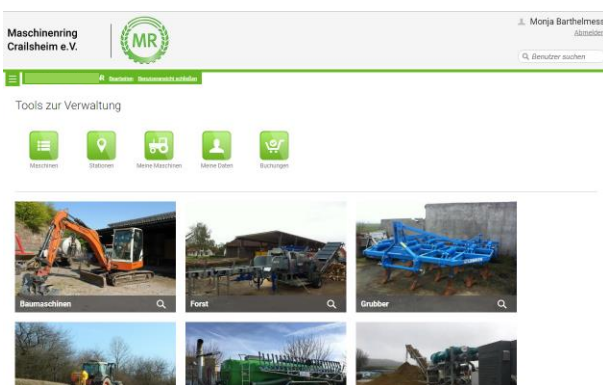 Maschinenring
Crailsheim e.V.
MR
Monja Barthelmess
Abmelden
Benutzer suchen
Bearbeiten Benutzeransicht schließen
Tools zur Verwaltung
Maschinen
Stationen
Meine Maschinen
Meine Daten
Buchungen
Baumaschinen
Forst
Grubber